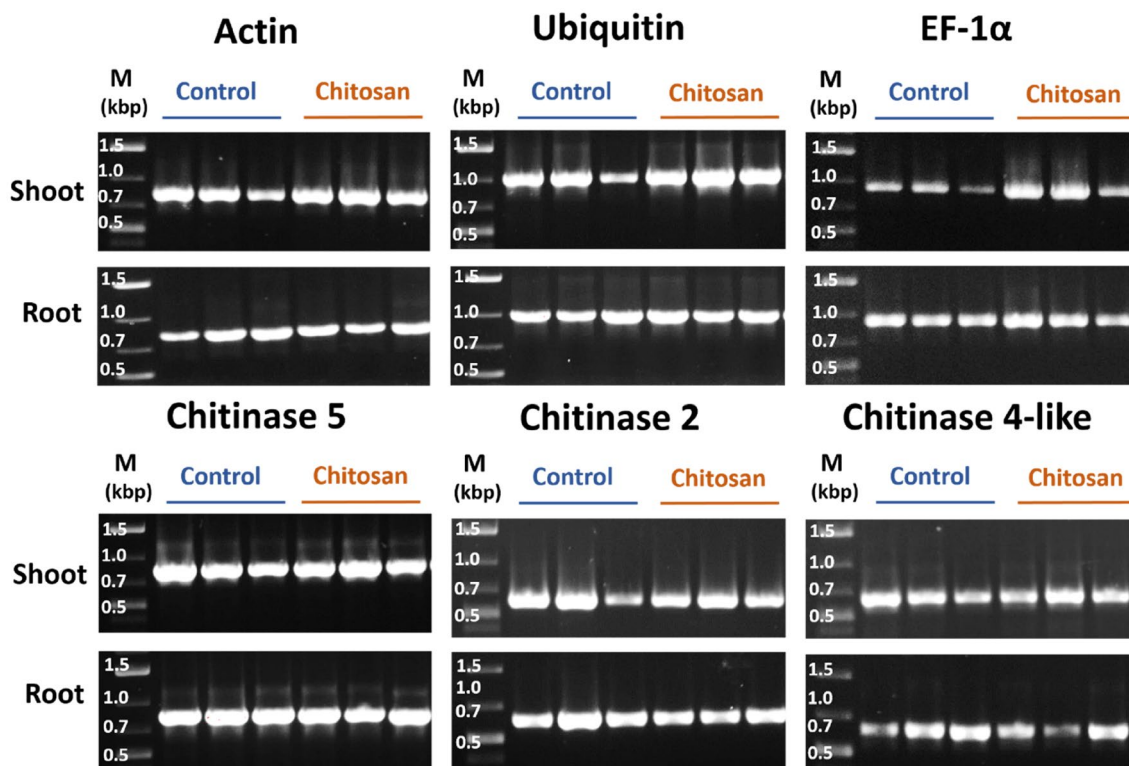 Actin Ubiquitin EF-1α
M Control Chitosan M Control Chitosan M Control Chitosan
(kbp) (kbp) (kbp)
Shoot
1.5 1.5 1.5
1.0 1.0 1.0
0.7 0.7 0.7
0.5 0.5 0.5
Root
1.5 1.5 1.5
1.0 1.0 1.0
0.7 0.7 0.7
0.5 0.5 0.5
Chitinase 5 Chitinase 2 Chitinase 4-like
M Control Chitosan M Control Chitosan M Control Chitosan
(kbp) (kbp) (kbp)
Shoot
1.5 1.5 1.5
1.0 1.0 1.0
0.7 0.7 0.7
0.5 0.5 0.5
Root
1.5 1.5 1.5
1.0 1.0 1.0
0.7 0.7 0.7
0.5 0.5 0.5